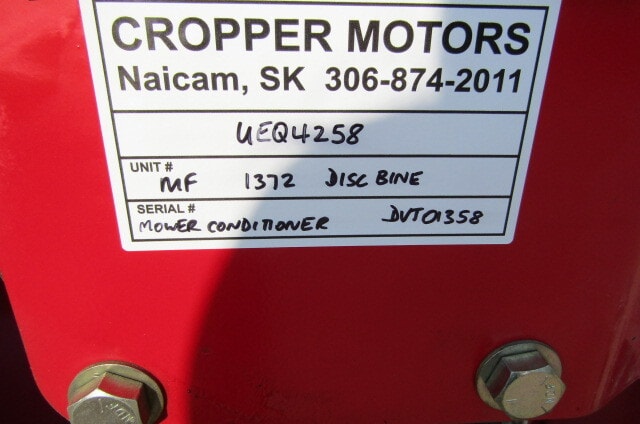 CROPPER MOTORS
Naicam, SK 306-874-2011
UEQ4258
UNIT #
MF 1372 DISC BINE
SERIAL #
MOWER CONDITIONER DVT01358